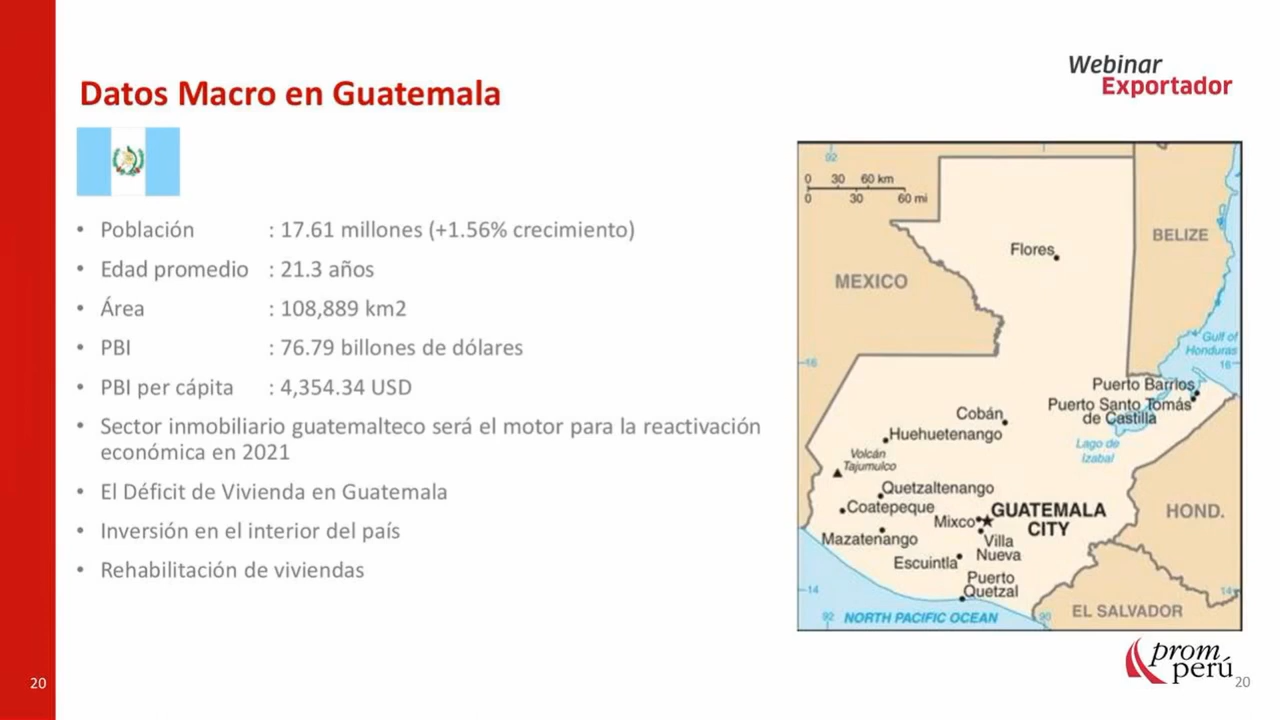 Datos Macro en Guatemala
Webinar
Exportador
• Población : 17.61 millones (+1.56% crecimiento)
• Edad promedio : 21.3 años
• Área : 108,889 km2
• PBI : 76.79 billones de dólares
• PBI per cápita : 4,354.34 USD
• Sector inmobiliario guatemalteco será el motor para la reactivación
económica en 2021
• El Déficit de Vivienda en Guatemala
• Inversión en el interior del país
• Rehabilitación de viviendas
92
0 30 60 km
0 30 60 mi
BELIZE
Flores
MEXICO
Gulf of
Honduras
16
16
Puerto Barrios
Puerto Santo Tomás
de Castilla
Cobán
Huehuetenango
Lago de
Izabal
Volcán
Tajumulco
Quetzaltenango
Coatepeque
GUATEMALA
CITY
HOND.
Mixco
Mazatenango
Villa
Nueva
Escuintla
Puerto
Quetzal
14
14
EL SALVADOR
92
NORTH PACIFIC OCEAN
90
prom
perú
20
20